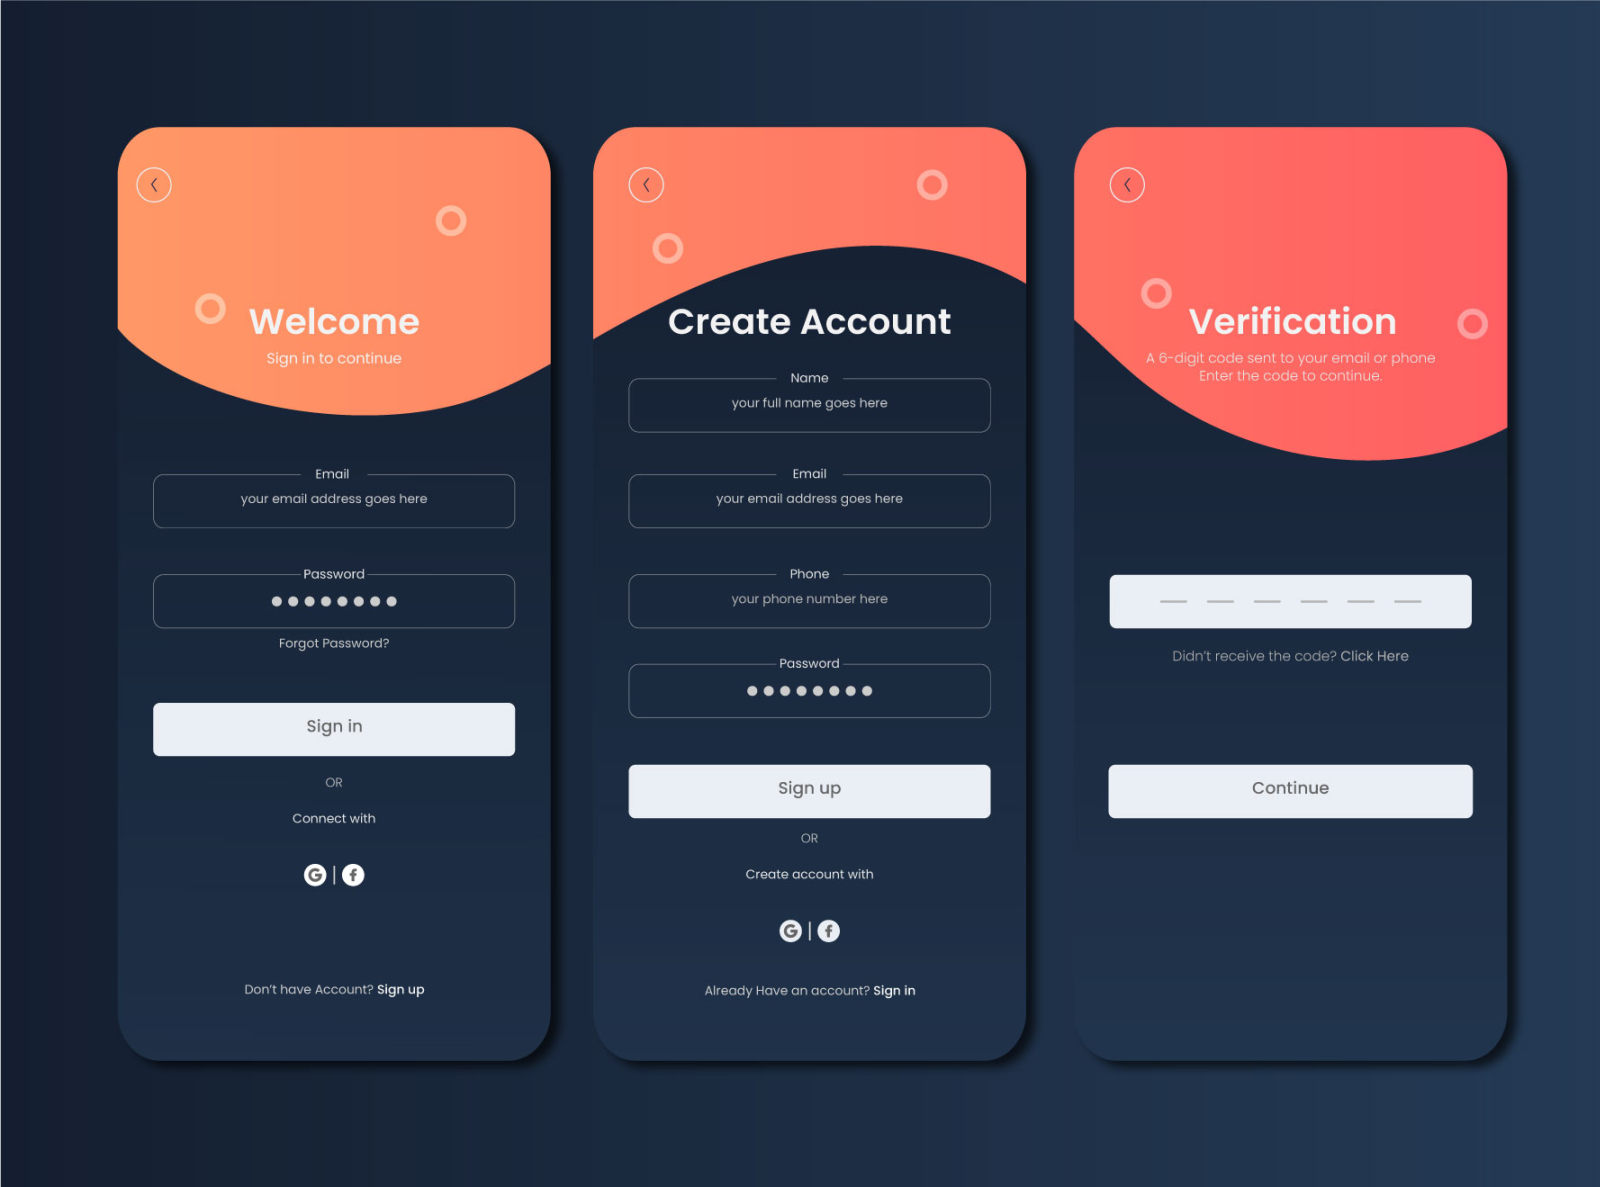 Welcome
Sign in to continue
Email
your email address goes here
Password
Forgot Password?
Sign in
OR
Connect with
G | f
Don't have Account? Sign up
Create Account
Name
your full name goes here
Email
your email address goes here
Phone
your phone number here
Password
Sign up
OR
Create account with
G | f
Already Have an account? Sign in
Verification
A 6-digit code sent to your email or phone
Enter the code to continue.
Didn't receive the code? Click Here
Continue